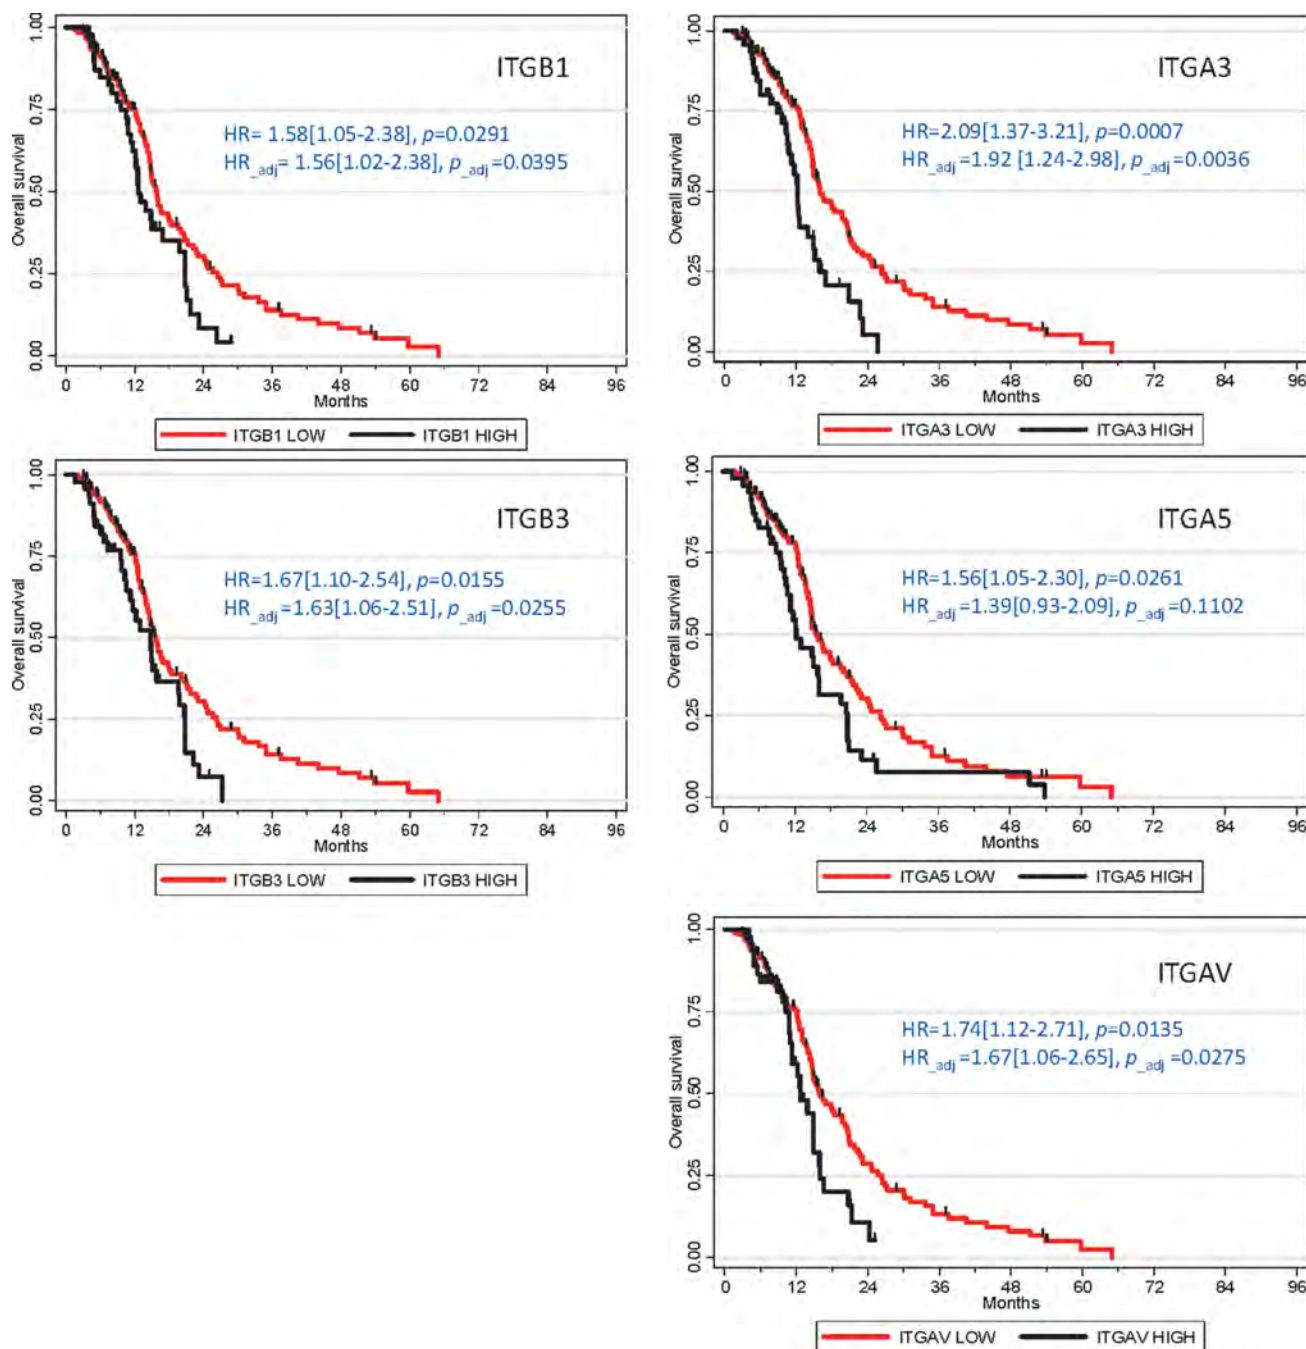 ITGB1
HR= 1.58[1.05-2.38], p=0.0291
HR_adj= 1.56[1.02-2.38], p_adj=0.0395
Overall survival
1.00
0.75
0.50
0.25
0.00
0 12 24 36 48 60 72 84 96
Months
ITGB1 LOW ITGB1 HIGH
ITGA3
HR=2.09[1.37-3.21], p=0.0007
HR_adj=1.92 [1.24-2.98], p_adj=0.0036
Overall survival
1.00
0.75
0.50
0.25
0.00
0 12 24 36 48 60 72 84 96
Months
ITGA3 LOW ITGA3 HIGH
ITGB3
HR=1.67[1.10-2.54], p=0.0155
HR_adj=1.63[1.06-2.51], p_adj=0.0255
Overall survival
1.00
0.75
0.50
0.25
0.00
0 12 24 36 48 60 72 84 96
Months
ITGB3 LOW ITGB3 HIGH
ITGA5
HR=1.56[1.05-2.30], p=0.0261
HR_adj=1.39[0.93-2.09], p_adj=0.1102
Overall survival
1.00
0.75
0.50
0.25
0.00
0 12 24 36 48 60 72 84 96
Months
ITGA5 LOW ITGA5 HIGH
ITGAV
HR=1.74[1.12-2.71], p=0.0135
HR_adj=1.67[1.06-2.65], p_adj=0.0275
Overall survival
1.00
0.75
0.50
0.25
0.00
0 12 24 36 48 60 72 84 96
Months
ITGAV LOW ITGAV HIGH